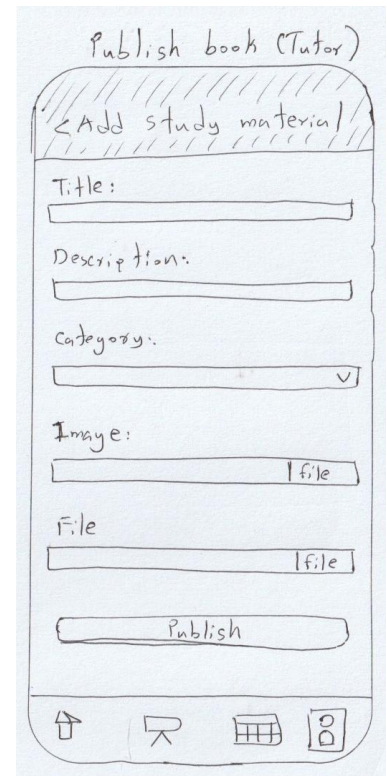 Publish book (Tutor)
< Add study material
Title:
Description:
Category:
Image:
file
File
file
Publish